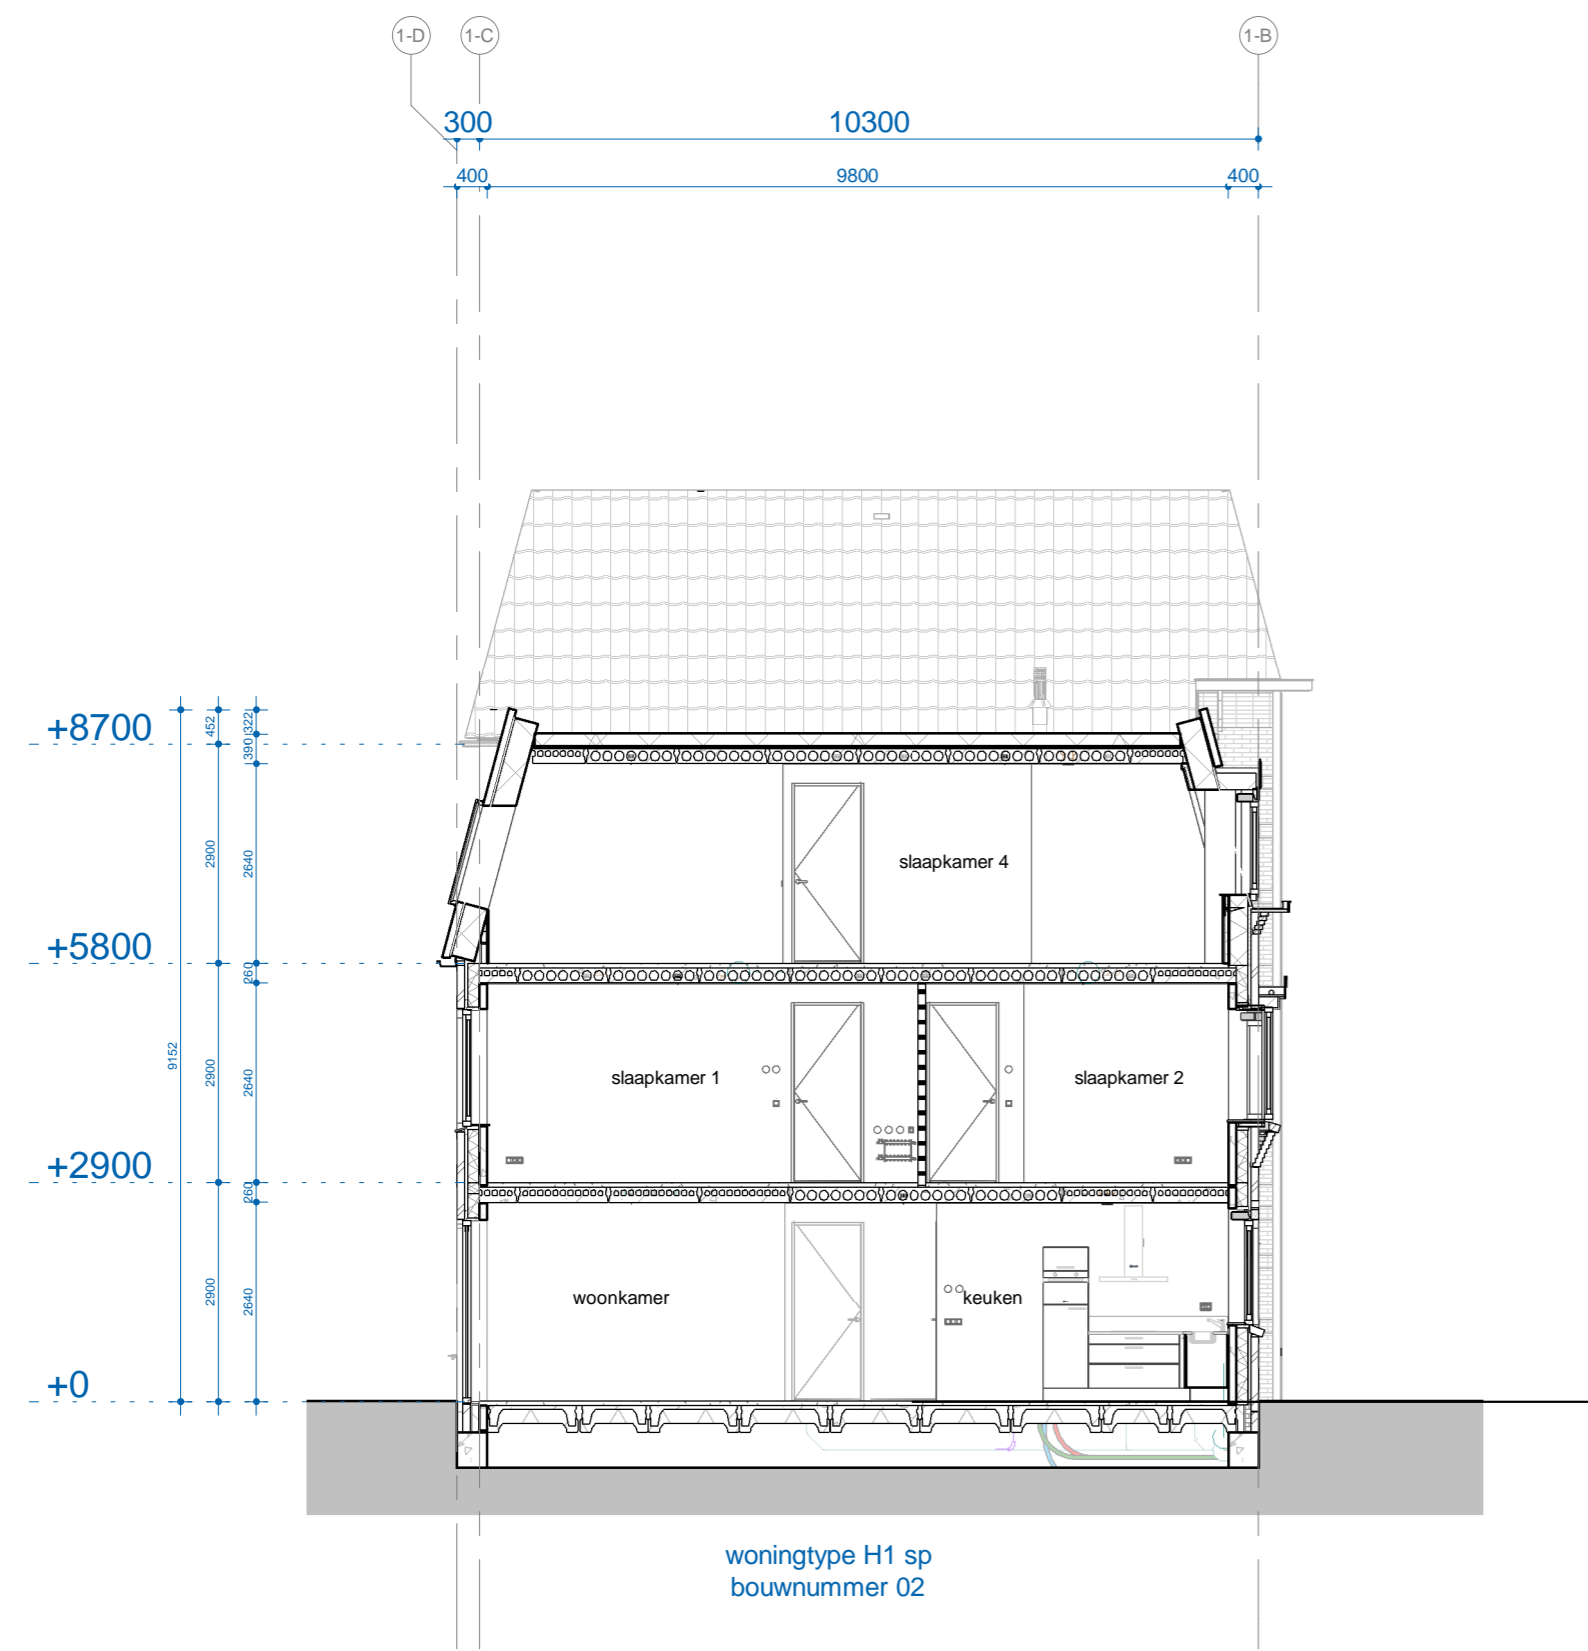 1-D 1-C 1-B
300 10300
400 9800 400
+8700
452 322
390
2900 2640
slaapkamer 4
+5800
260
9152
2900 2640
slaapkamer 1 slaapkamer 2
+2900
260
2900 2640
woonkamer keuken
+0
woningtype H1 sp
bouwnummer 02